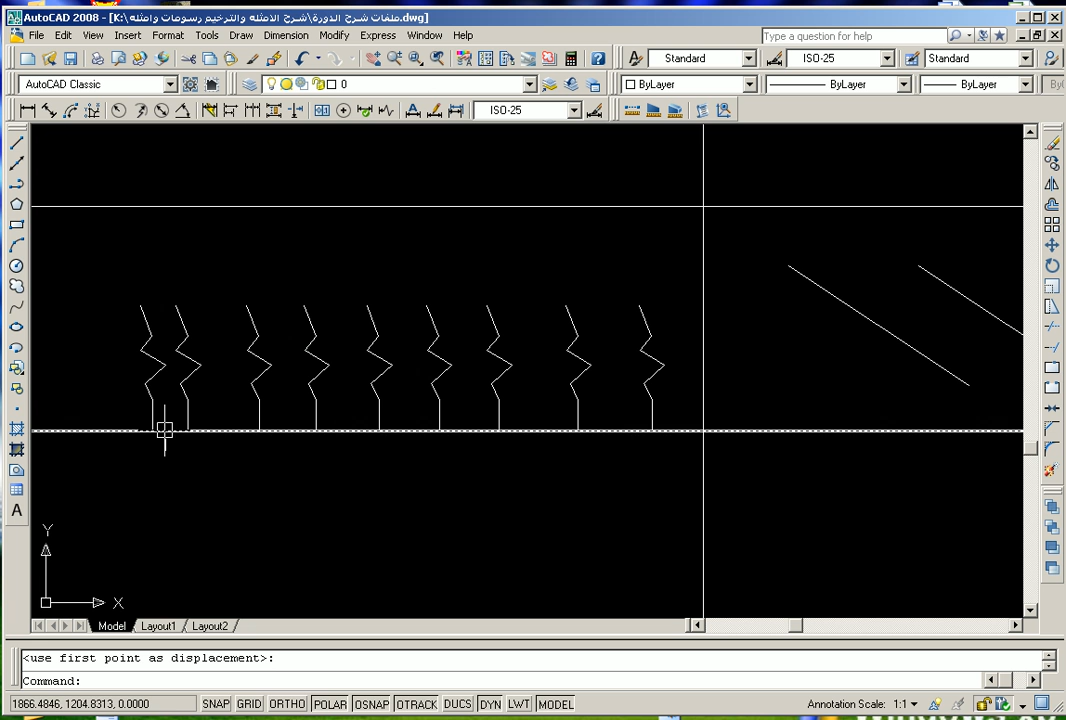 AutoCAD 2008 - [K:\ملفات شرح الدورة\شرح الامثله والترخيم رسومات وامثله.dwg]
File Edit View Insert Format Tools Draw Dimension Modify Express Window Help
Type a question for help
Standard ISO-25 Standard
AutoCAD Classic 0 ByLayer ByLayer ByLayer
ISO-25
A
Y
X
Model Layout1 Layout2
<use first point as displacement>:
Command:
1866.4846, 1204.8313, 0.0000 SNAP GRID ORTHO POLAR OSNAP OTRACK DUCS DYN LWT MODEL Annotation Scale: 1:1